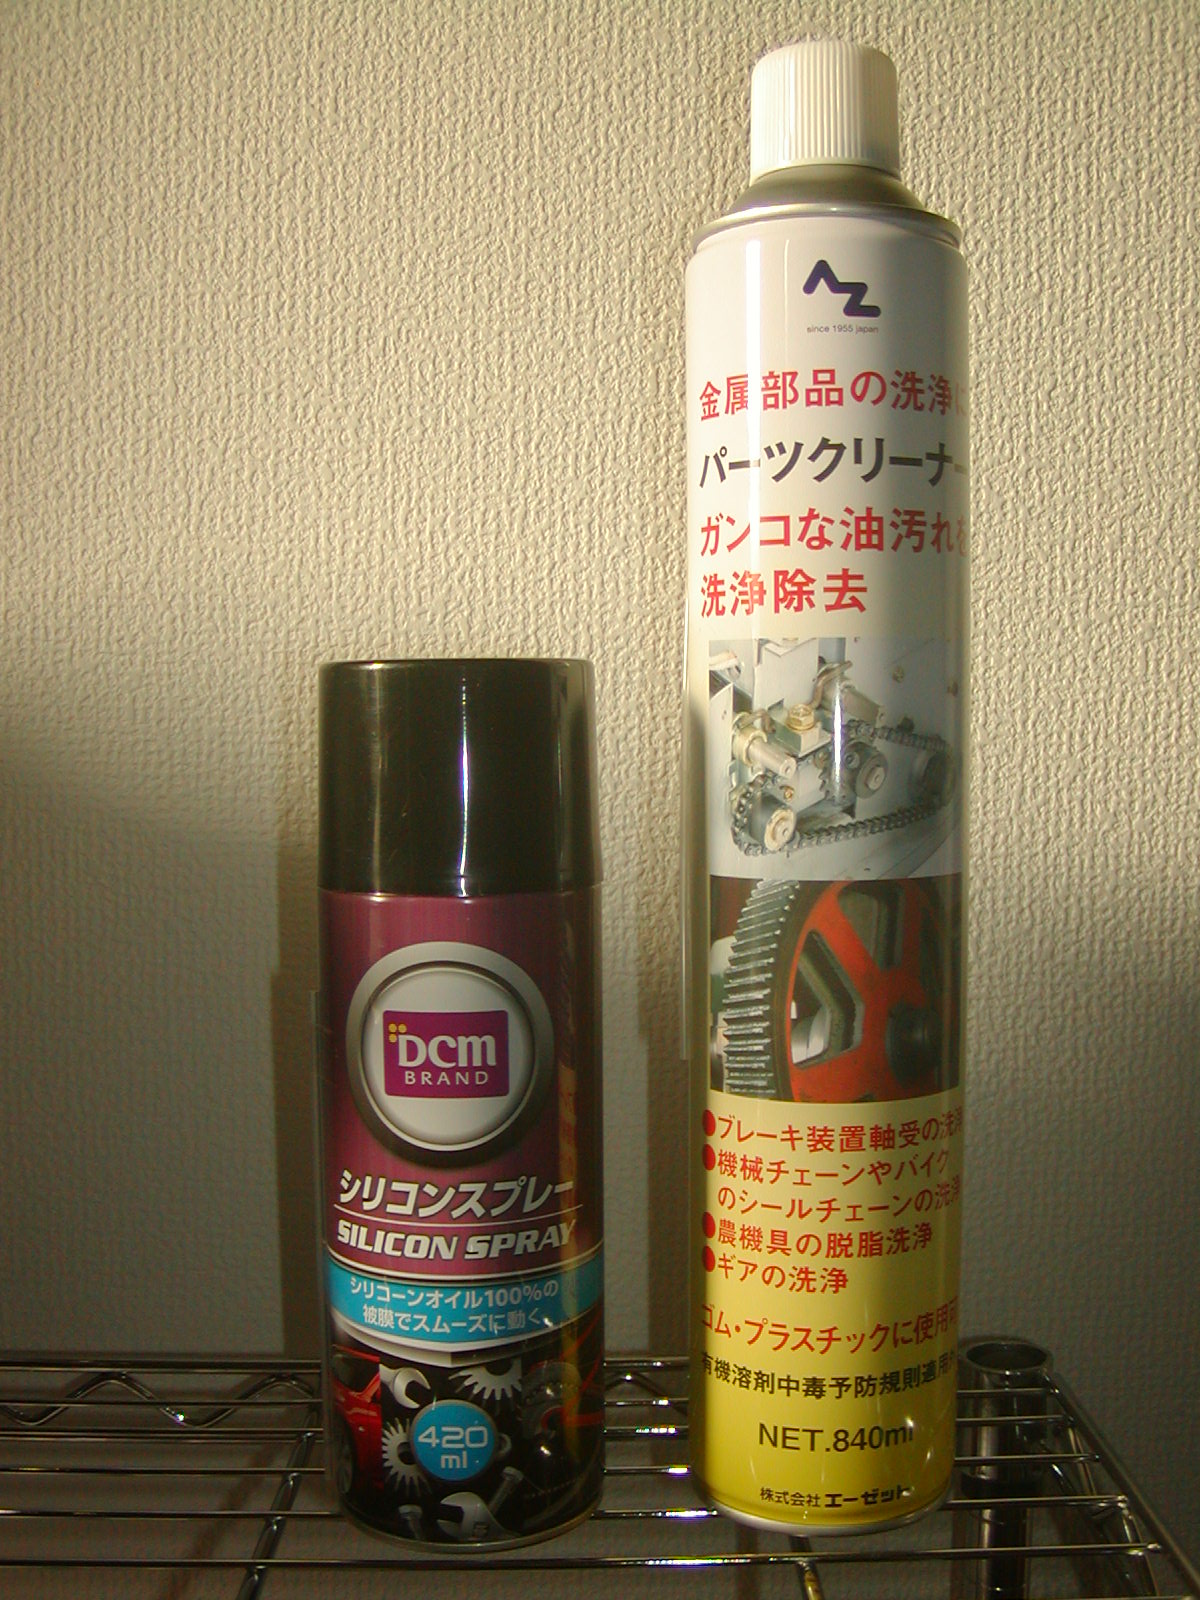 DCM
BRAND
シリコンスプレー
SILICON SPRAY
シリコーンオイル100%の
被膜でスムーズに動く。
420
ml
AZ
since 1955 japan
金属部品の洗浄に
パーツクリーナー
ガンコな油汚れを
洗浄除去
●ブレーキ装置軸受の洗浄
●機械チェーンやバイク
のシールチェーンの洗浄
●農機具の脱脂洗浄
●ギアの洗浄
ゴム・プラスチックに使用可
有機溶剤中毒予防規則適用外
NET.840ml
株式会社エーゼット